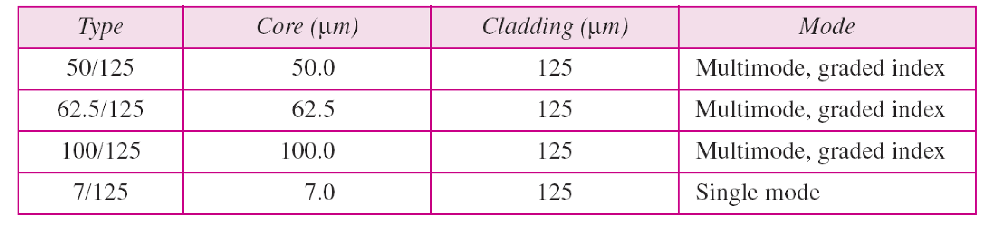 Type Core (μm) Cladding (μm) Mode
50/125 50.0 125 Multimode, graded index
62.5/125 62.5 125 Multimode, graded index
100/125 100.0 125 Multimode, graded index
7/125 7.0 125 Single mode